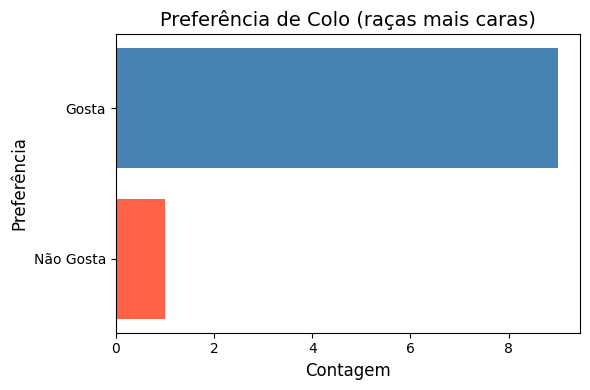 Preferência de Colo (raças mais caras)
Preferência
Gosta
Não Gosta
0 2 4 6 8
Contagem